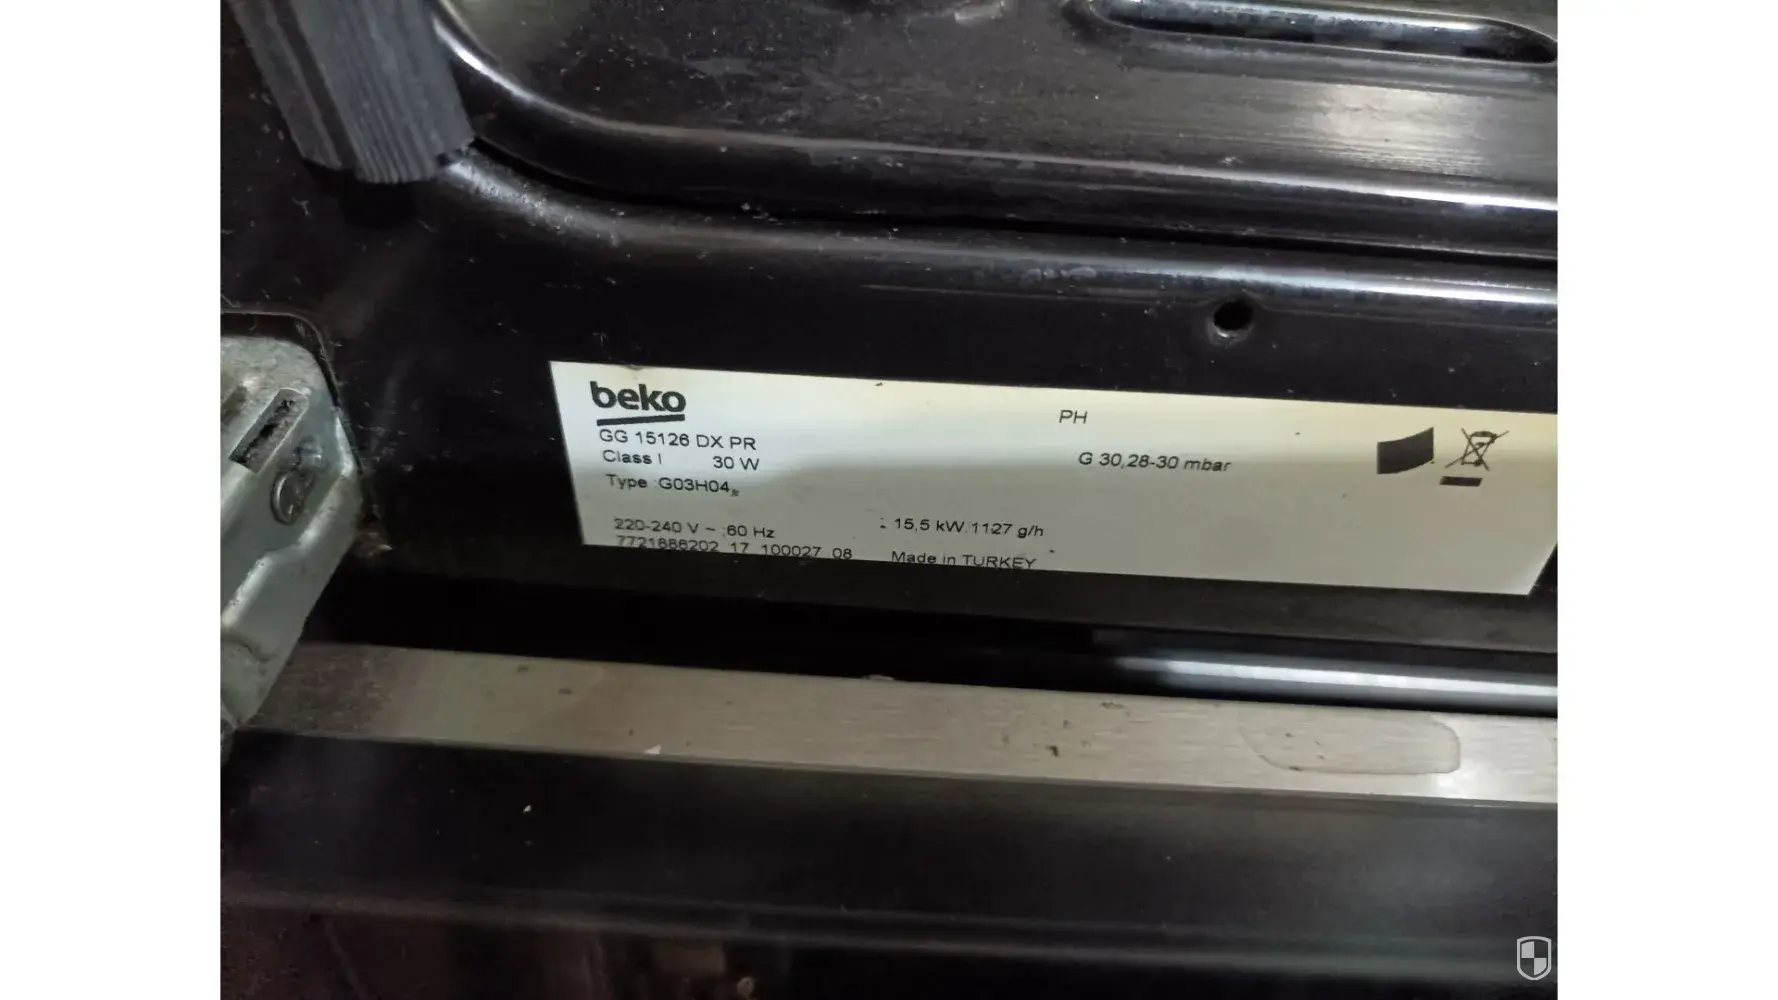 beko
GG 15126 DX PR
Class I 30 W
Type G03H04
220-240 V ~ 60 Hz
7721888202 17 100027 08
PH
G 30,28-30 mbar
: 15,5 kW 1127 g/h
Made in TURKEY